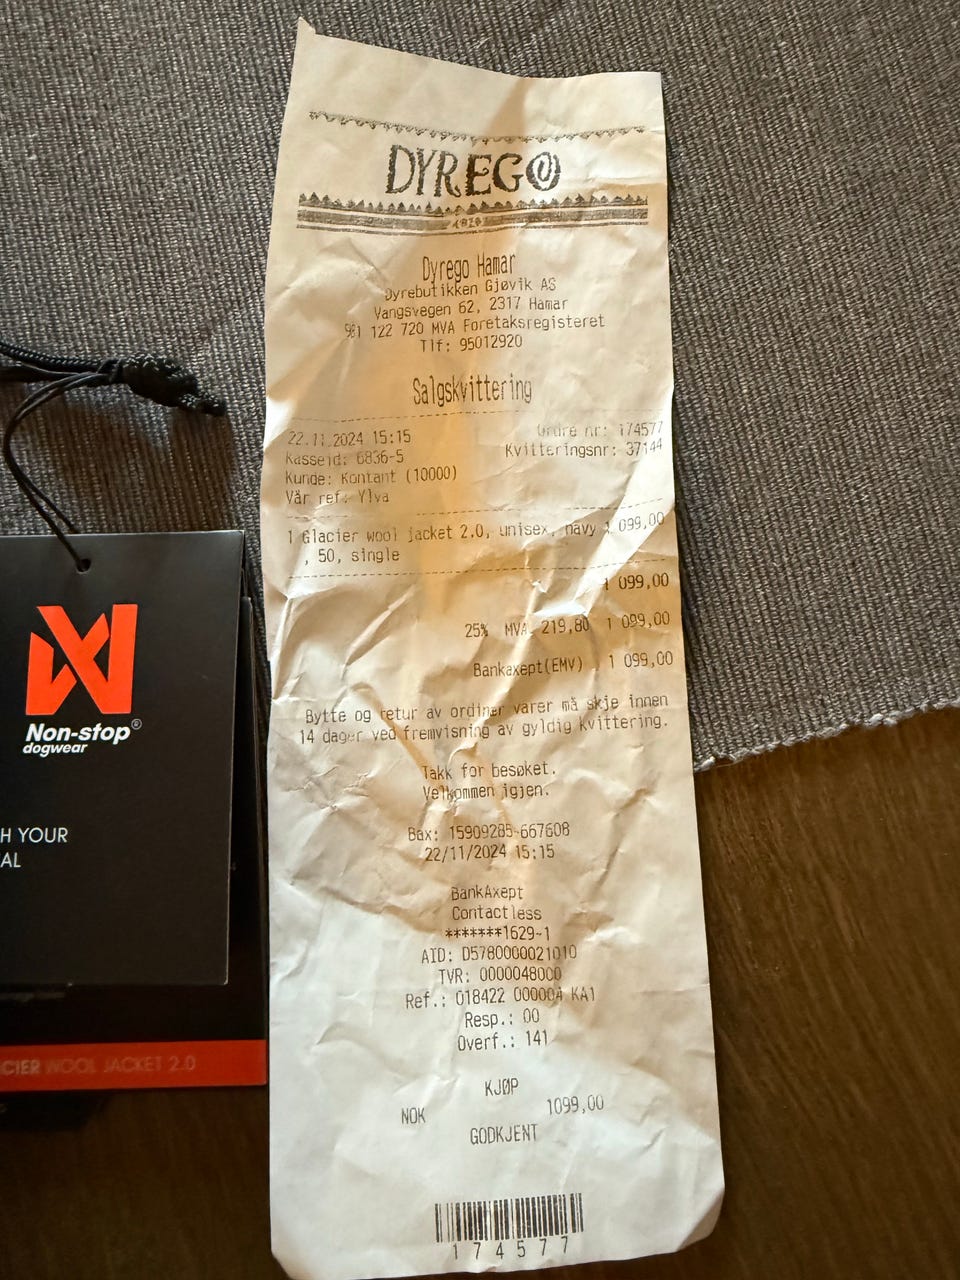 DYREGO
Dyrego Hamar
Dyrebutikken Gjøvik AS
Vangsvegen 62, 2317 Hamar
981 122 720 MVA Foretaksregisteret
Tlf: 95012920
Salgskvittering
22.11.2024 15:15 Ordre nr: 174577
Kasseid: 6836-5 Kvitteringsnr: 37144
Kunde: Kontant (10000)
Vår ref: Ylva
1 Glacier wool jacket 2.0, unisex, navy 1 099,00
, 50, single
1 099,00
25% MVA 219,80 1 099,00
Bankaxept(EMV) 1 099,00
Bytte og retur av ordinær varer må skje innen
14 dager ved fremvisning av gyldig kvittering.
Takk for besøket.
Velkommen igjen.
Bax: 15909285-667608
22/11/2024 15:15
BankAxept
Contactless
*******1629-1
AID: D5780000021010
TVR: 0000048000
Ref.: 018422 000004 KA1
Resp.: 00
Overf.: 141
KJØP
NOK 1099,00
GODKJENT
174577
Non-stop®
dogwear
H YOUR
AL
CIER WOOL JACKET 2.0